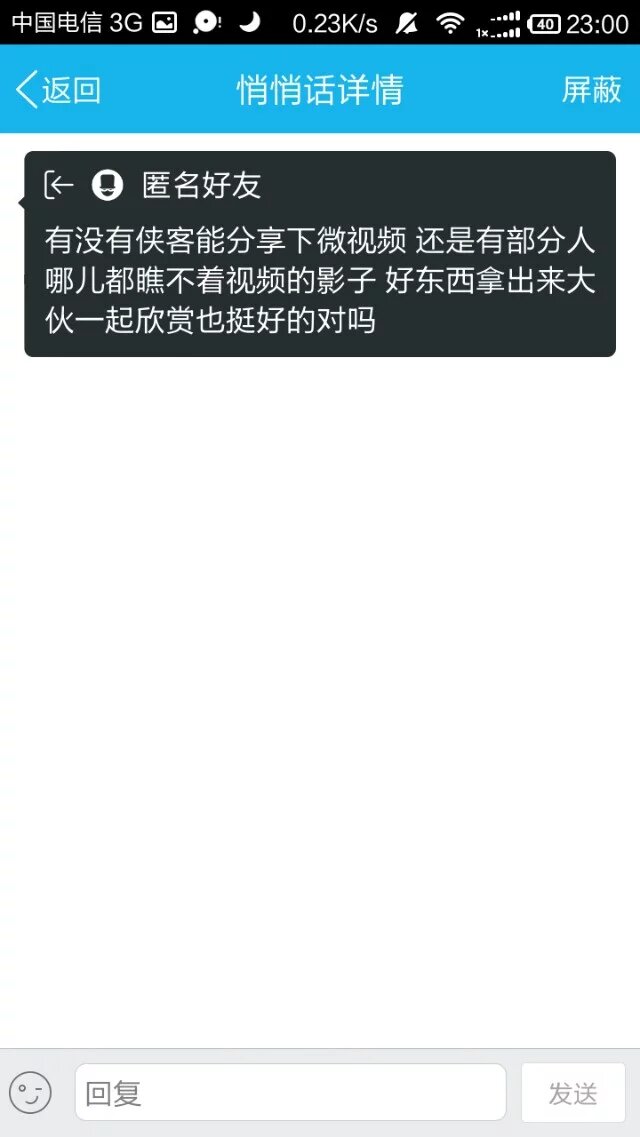 中国电信 3G 0.23K/s 1x 40 23:00
返回 悄悄话详情 屏蔽
匿名好友
有没有侠客能分享下微视频 还是有部分人
哪儿都瞧不着视频的影子 好东西拿出来大
伙一起欣赏也挺好的对吗
回复 发送